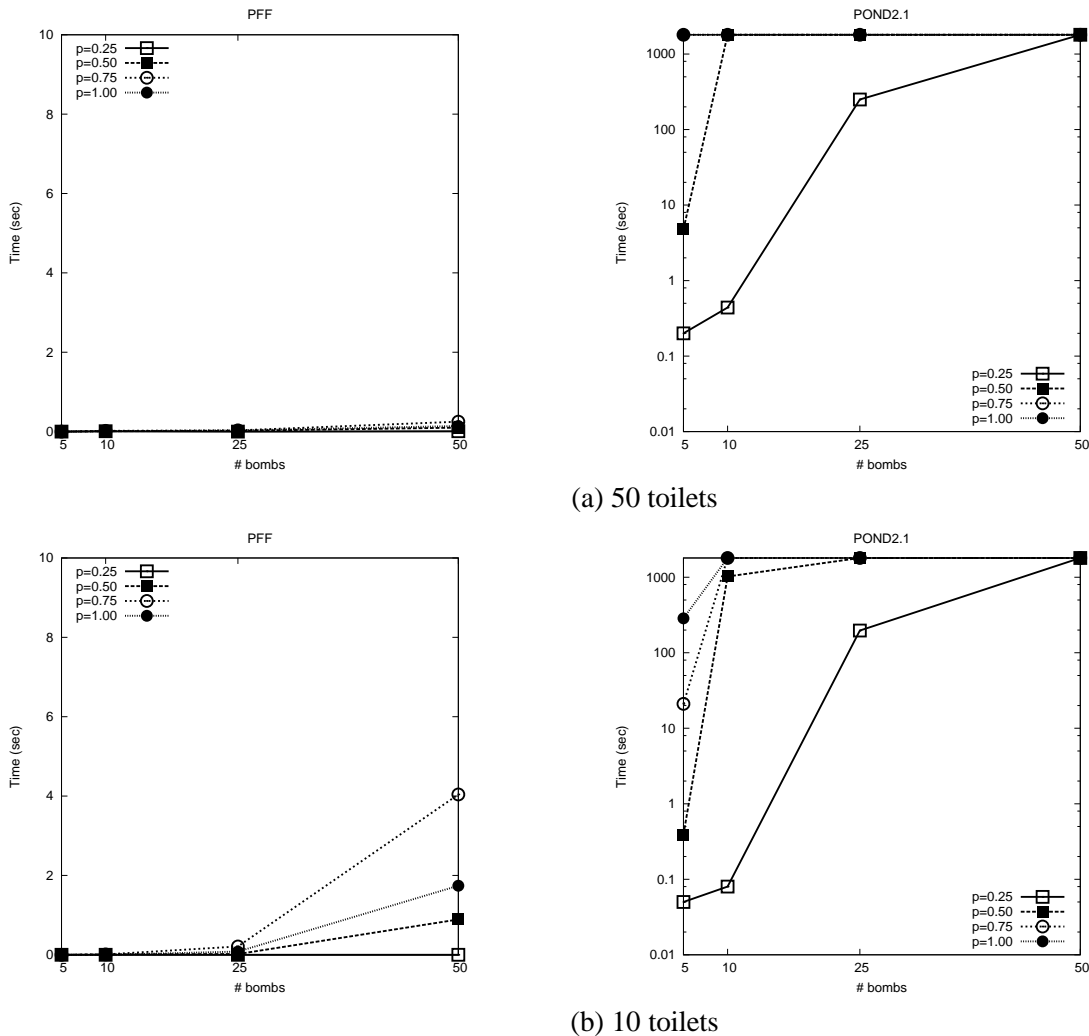 PFF
10
8
6
4
2
0
Time (sec)
p=0.25
p=0.50
p=0.75
p=1.00
5 10 25 50
# bombs
POND2.1
1000
100
10
1
0.1
0.01
Time (sec)
p=0.25
p=0.50
p=0.75
p=1.00
5 10 25 50
# bombs
(a) 50 toilets
PFF
10
8
6
4
2
0
Time (sec)
p=0.25
p=0.50
p=0.75
p=1.00
5 10 25 50
# bombs
POND2.1
1000
100
10
1
0.1
0.01
Time (sec)
p=0.25
p=0.50
p=0.75
p=1.00
5 10 25 50
# bombs
(b) 10 toilets